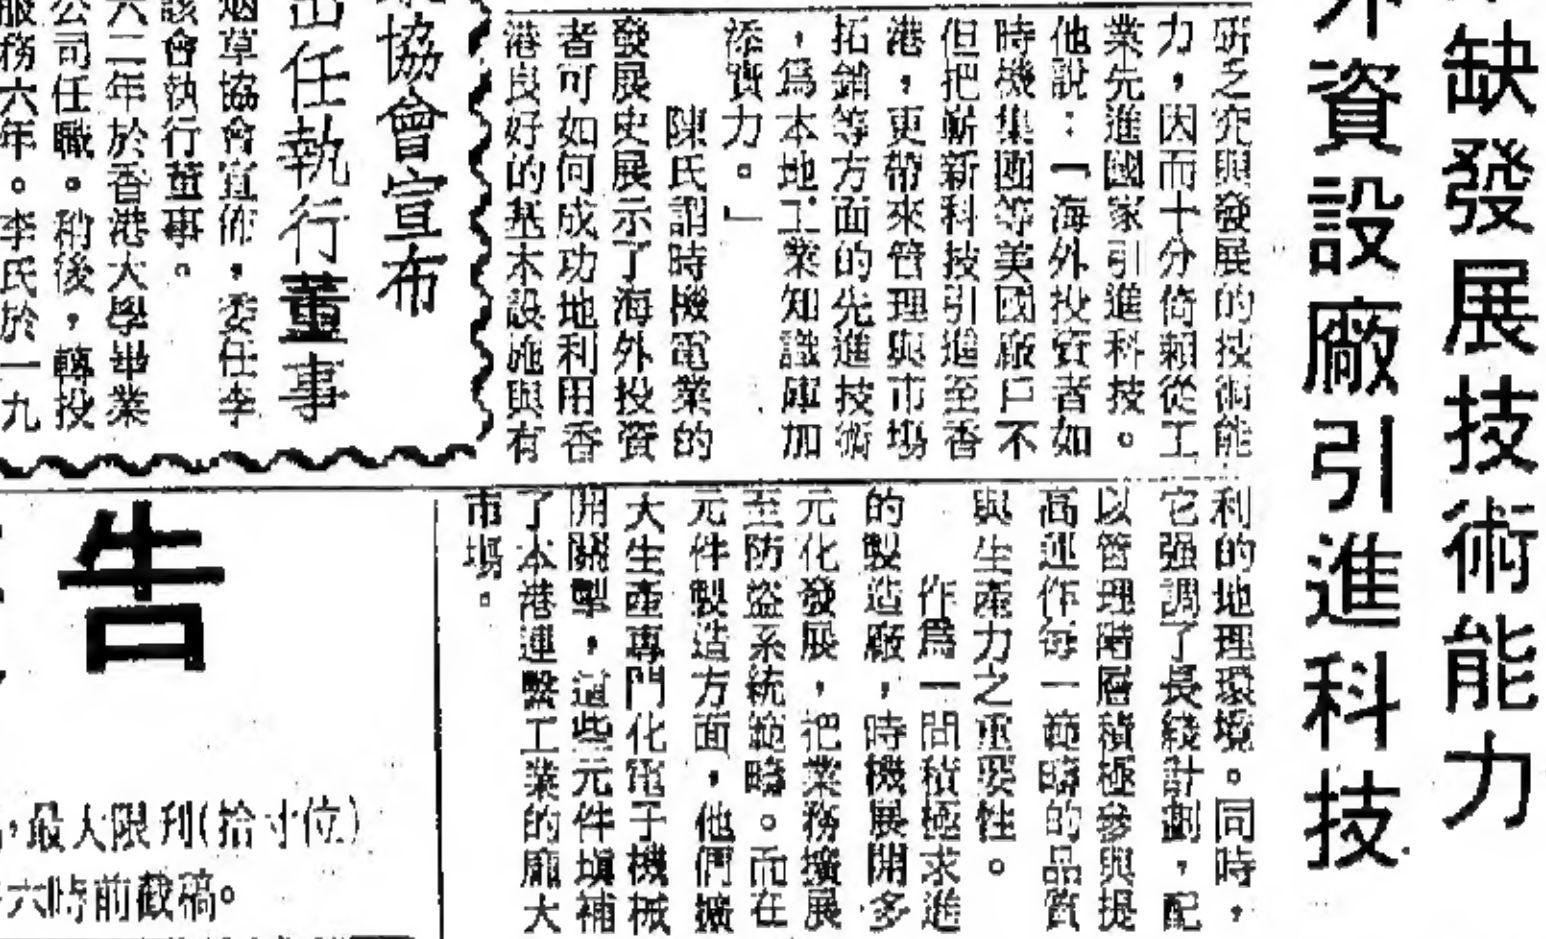 缺發展技術能力
外資設廠引進科技
研之究與發展的技術能
力，因而十分倚賴從工
業先進國家引進科技。
他說：「海外投資者如
時機集團等美國廠戶不
但把嶄新科技引進至香
港，更帶來管理與市場
拓銷等方面的先進技術
，爲本地工業知識庫加
添實力。」
陳氏謂時機電業的
發展史展示了海外投資
者可如何成功地利用香
港良好的基本設施與有
利的地理環境。同時，
它强調了長綫計劃，配
以管理階層積極參與提
高運作每一範疇的品質
與生產力之重要性。
作爲一間積極求進
的製造廠，時機展開多
元化發展，把業務擴展
至防盜系統範疇。而在
元件製造方面，他們擴
大生產專門化電子機械
開關掣，這些元件塡補
了本港連繫工業的龐大
市場。
協會宣布
出任執行董事
烟草協會宣佈，委任李
該會執行董事。
六二年於香港大學畢業
公司任職。稍後，轉投
服務六年。李氏於一九
告
，最大限刋(拾寸位)
六時前截稿。